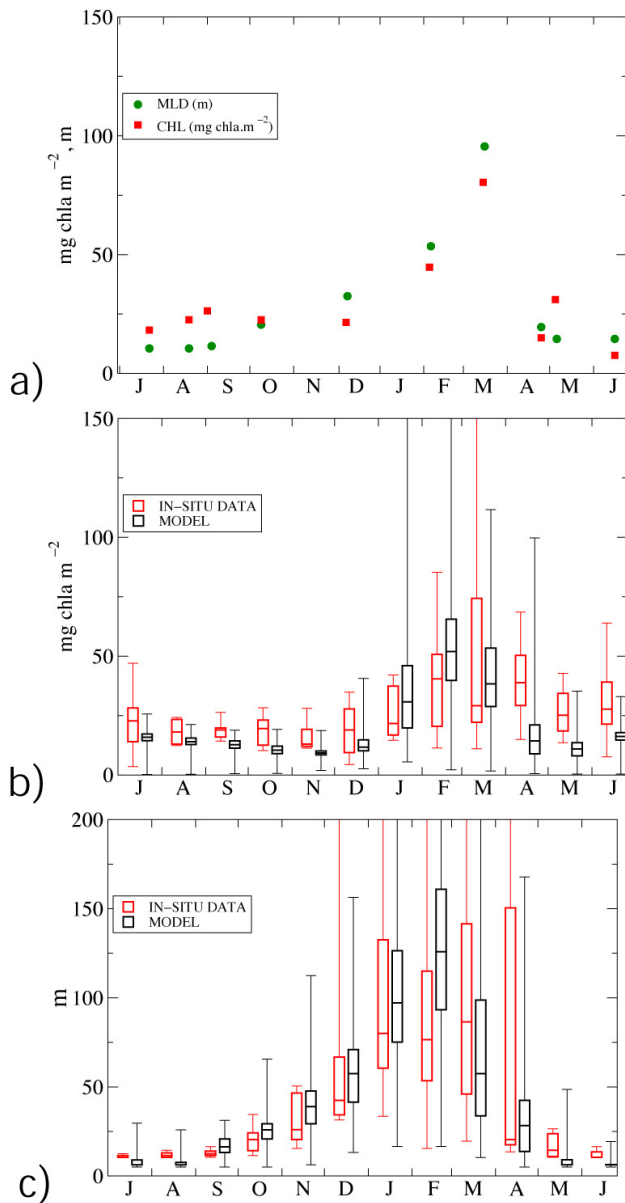 150
100
50
0
mg chla m −2, m
MLD (m)
CHL (mg chla.m−2)
J A S O N D J F M A M J
a)
150
100
50
0
mg chla m −2
IN−SITU DATA
MODEL
J A S O N D J F M A M J
b)
200
150
100
50
0
m
IN−SITU DATA
MODEL
J A S O N D J F M A M J
c)